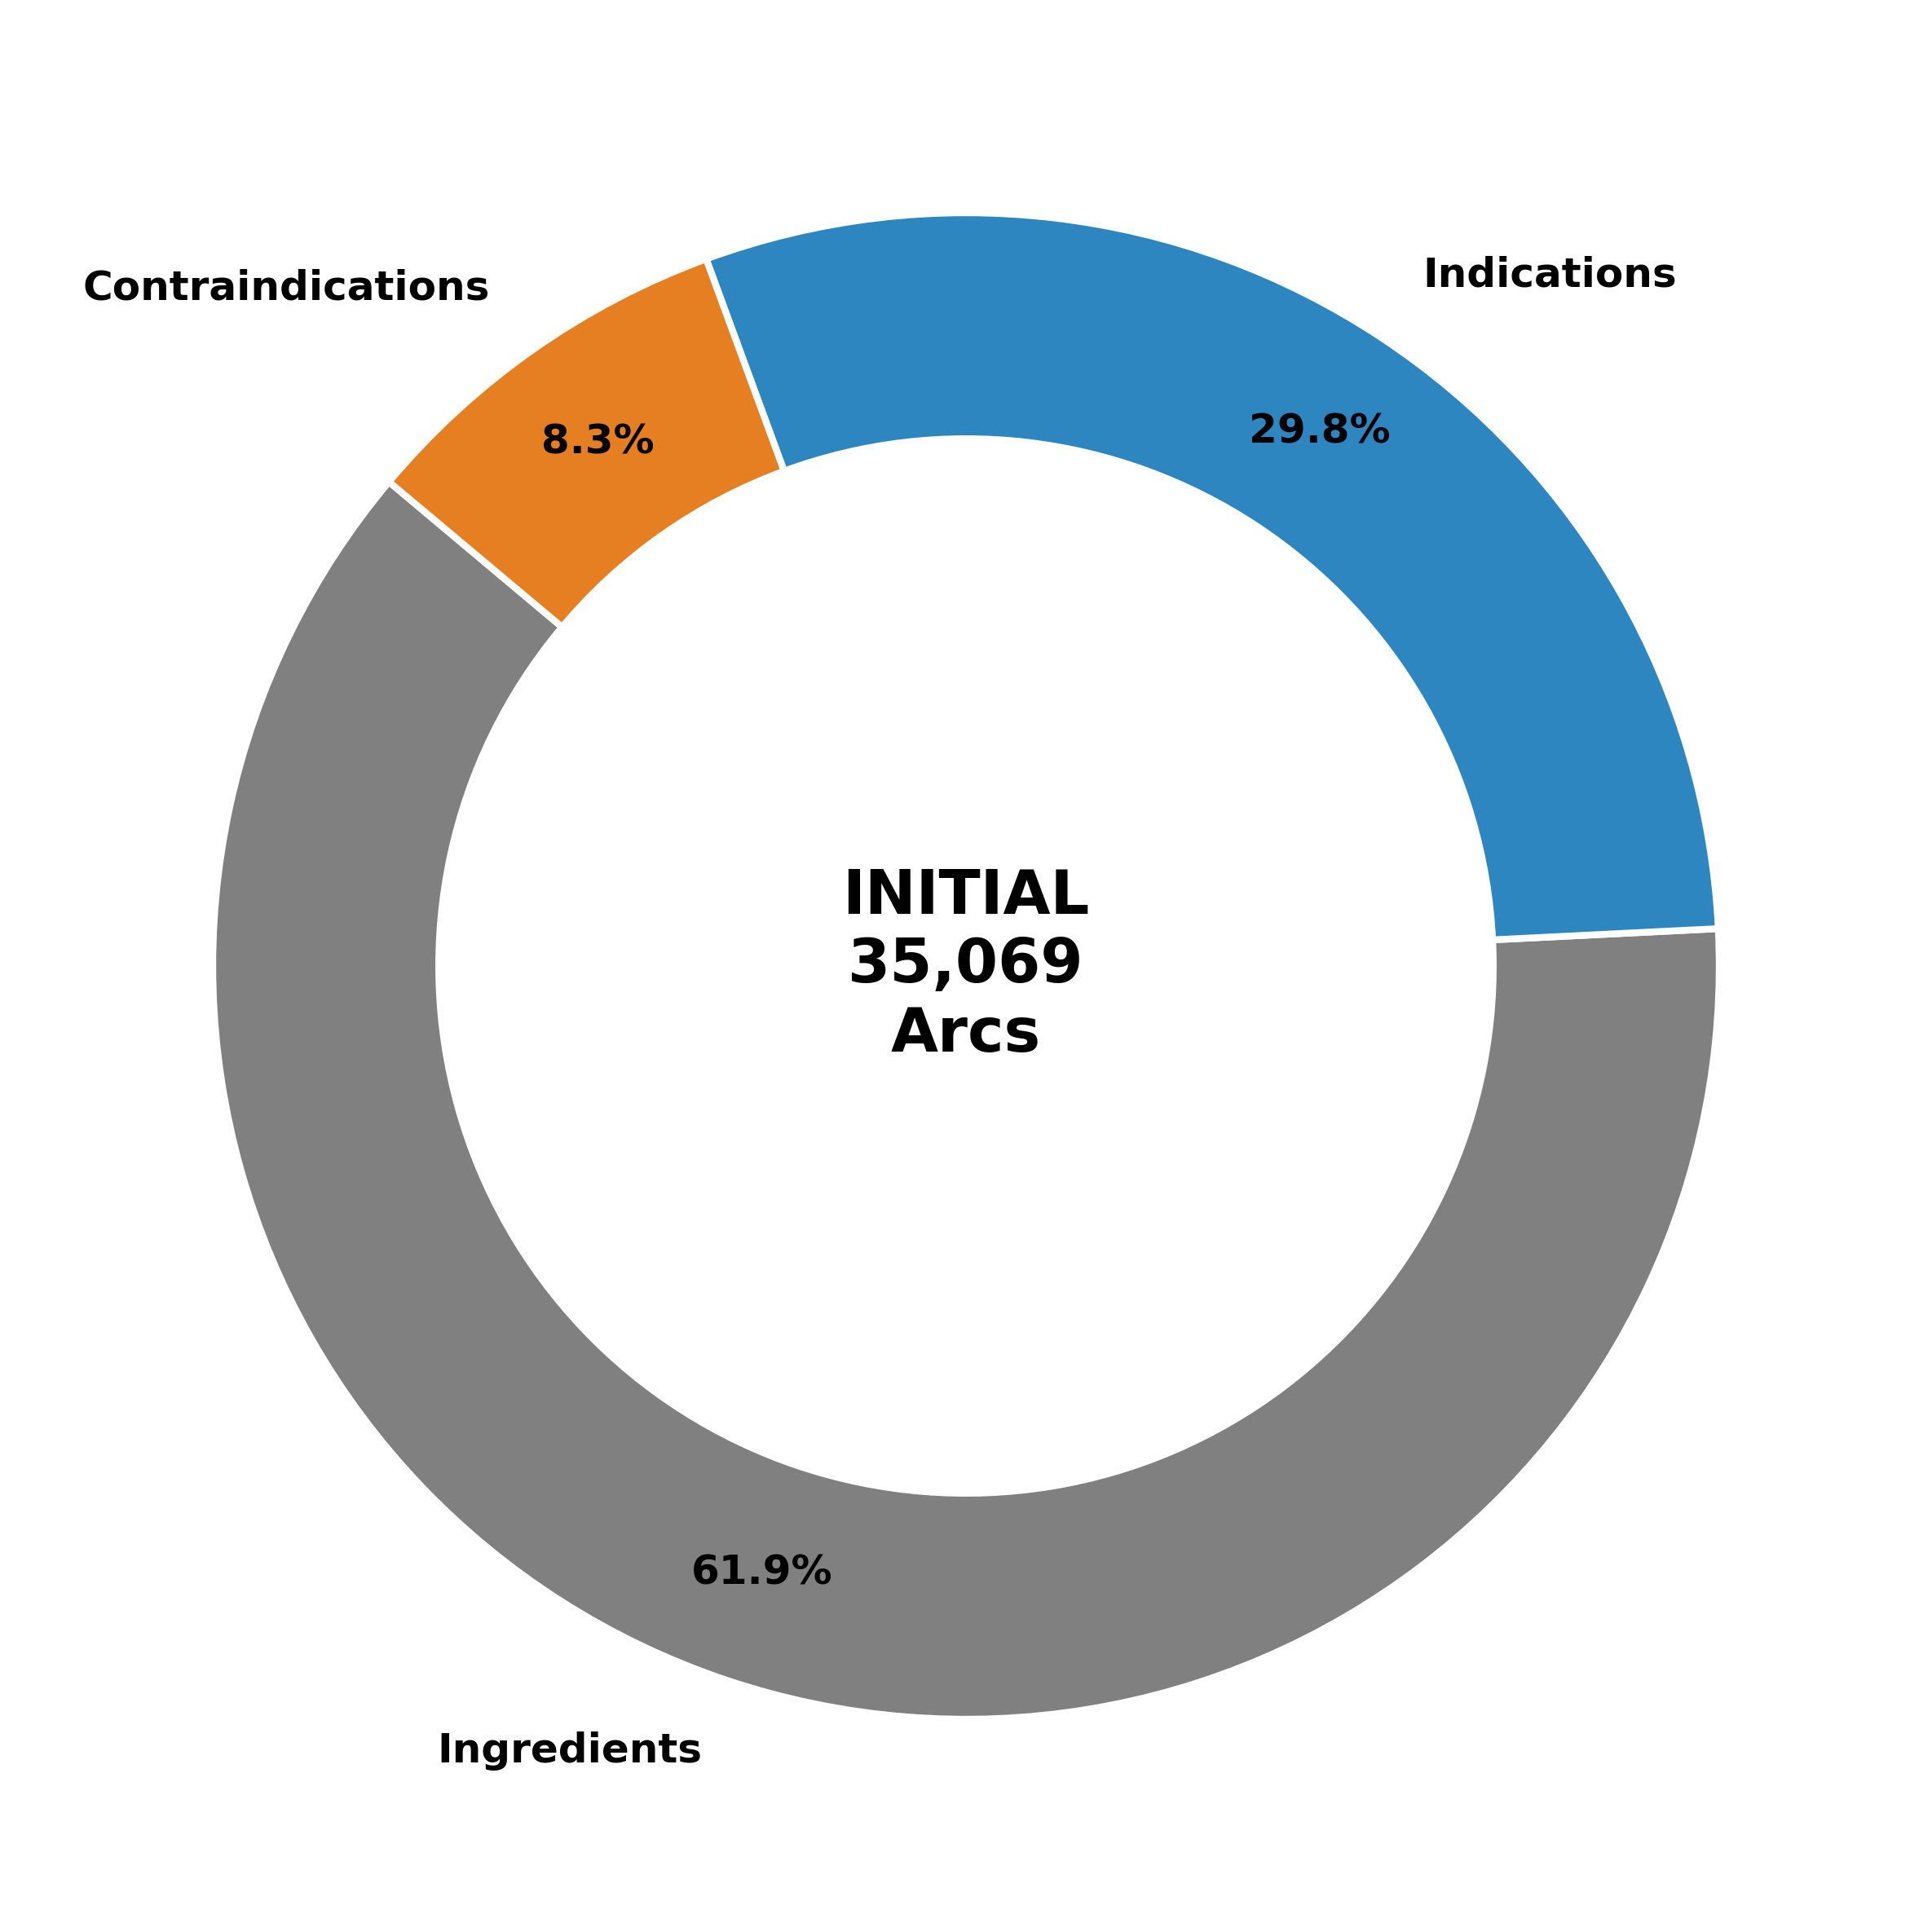 Contraindications
Indications
8.3%
29.8%
INITIAL
35,069
Arcs
61.9%
Ingredients